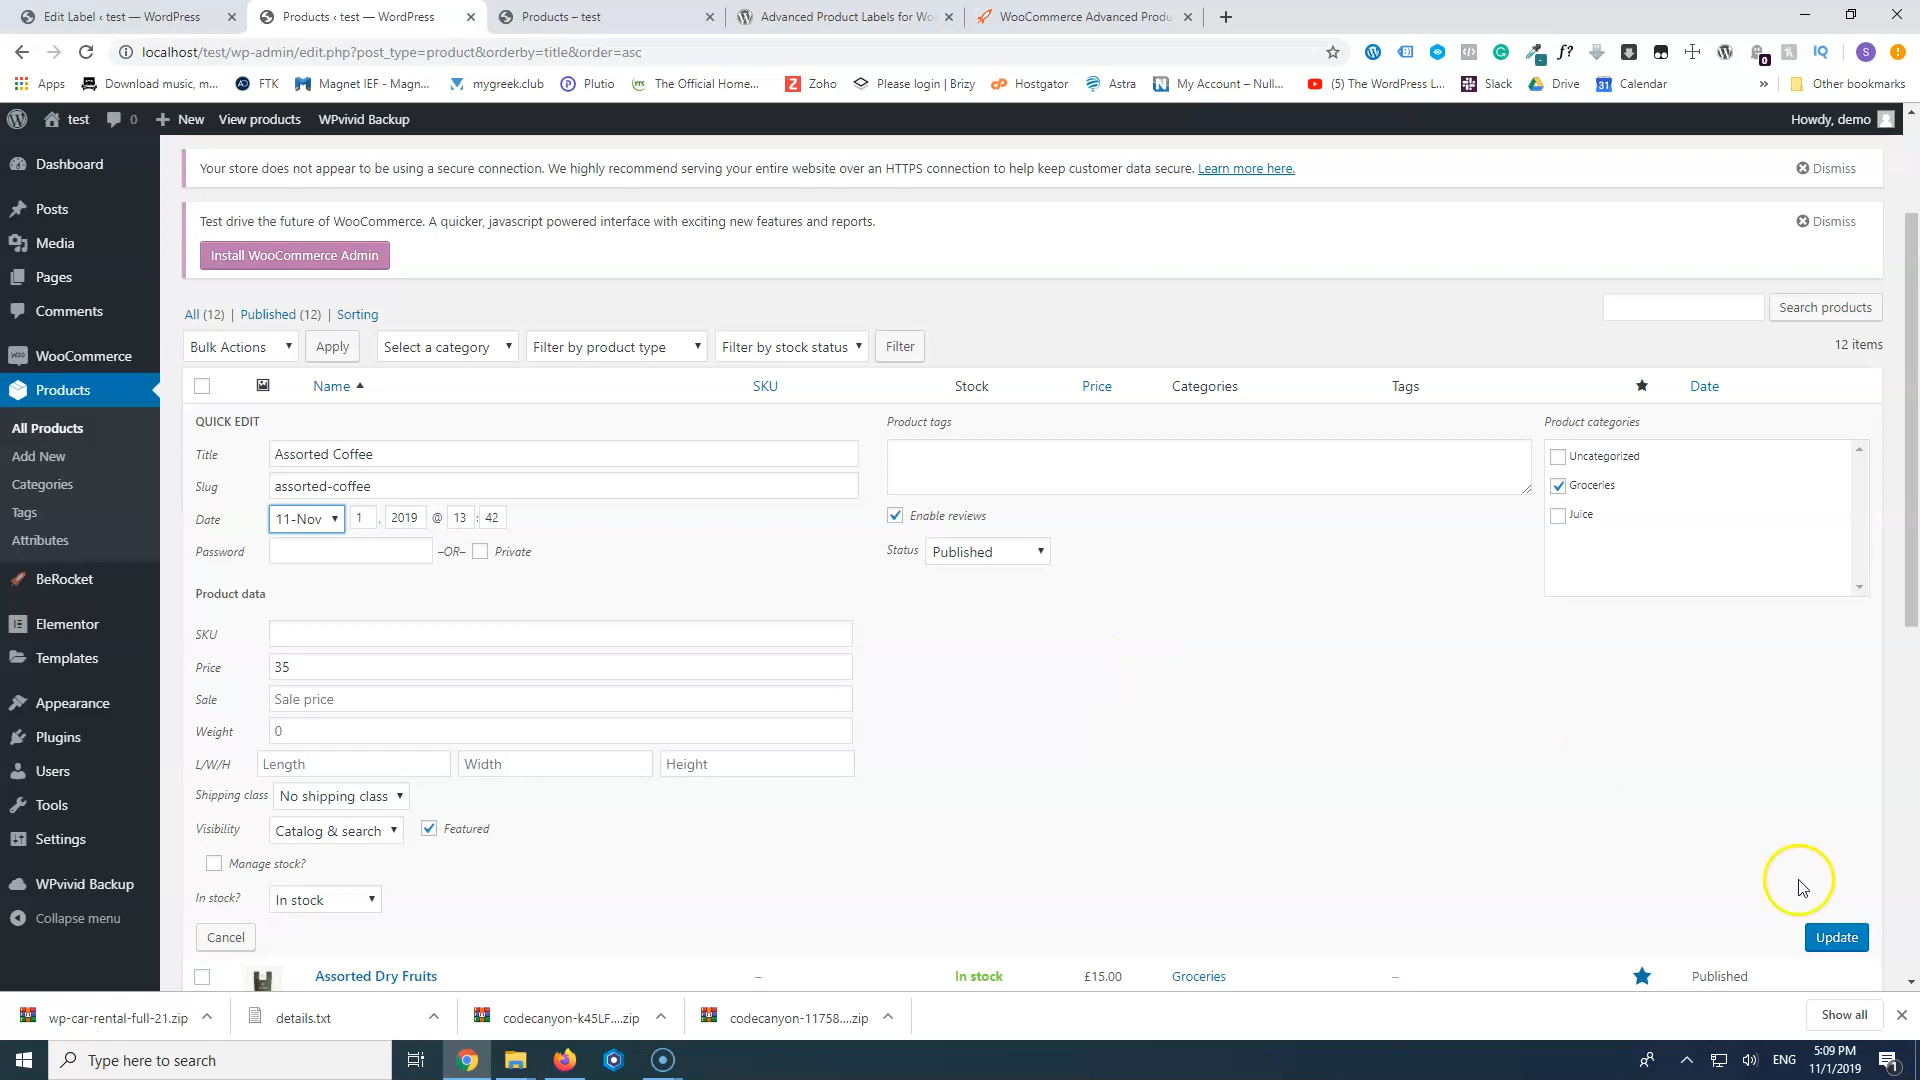 Edit Label ‹ test — WordPress
Products ‹ test — WordPress
Products – test
Advanced Product Labels for Wo
WooCommerce Advanced Produ
localhost/test/wp-admin/edit.php?post_type=product&orderby=title&order=asc
f?
0
IQ
S
Apps
Download music, m...
FTK
Magnet IEF - Magn...
mygreek.club
Plutio
The Official Home...
Zoho
Please login | Brizy
Hostgator
Astra
My Account – Null...
(5) The WordPress L...
Slack
Drive
31
Calendar
»
Other bookmarks
test
0
New
View products
WPvivid Backup
Howdy, demo
Dashboard
Posts
Media
Pages
Comments
WooCommerce
Products
All Products
Add New
Categories
Tags
Attributes
BeRocket
Elementor
Templates
Appearance
Plugins
Users
Tools
Settings
WPvivid Backup
Collapse menu
Your store does not appear to be using a secure connection. We highly recommend serving your entire website over an HTTPS connection to help keep customer data secure. Learn more here.
Dismiss
Test drive the future of WooCommerce. A quicker, javascript powered interface with exciting new features and reports.
Dismiss
Install WooCommerce Admin
All (12) | Published (12) | Sorting
Search products
Bulk Actions
Apply
Select a category
Filter by product type
Filter by stock status
Filter
12 items
Name
SKU
Stock
Price
Categories
Tags
Date
QUICK EDIT
Title
Assorted Coffee
Slug
assorted-coffee
Date
11-Nov
1 , 2019 @ 13 : 42
Password
–OR–
Private
Product tags
Enable reviews
Status
Published
Product categories
Uncategorized
Groceries
Juice
Product data
SKU
Price
35
Sale
Sale price
Weight
0
L/W/H
Length
Width
Height
Shipping class
No shipping class
Visibility
Catalog & search
Featured
Manage stock?
In stock?
In stock
Cancel
Update
Assorted Dry Fruits
–
In stock
£15.00
Groceries
–
Published
wp-car-rental-full-21.zip
details.txt
codecanyon-k45LF....zip
codecanyon-11758....zip
Show all
Type here to search
ENG
5:09 PM
11/1/2019
1